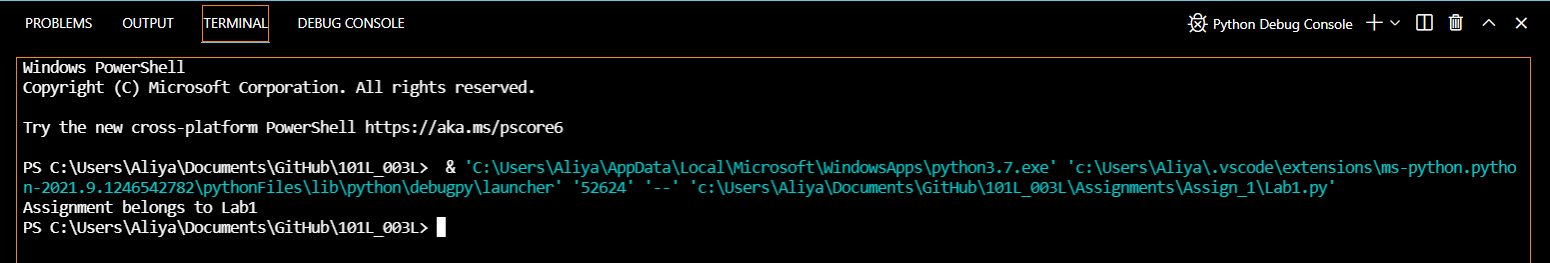 PROBLEMS OUTPUT TERMINAL DEBUG CONSOLE Python Debug Console
Windows PowerShell
Copyright (C) Microsoft Corporation. All rights reserved.
Try the new cross-platform PowerShell https://aka.ms/pscore6
PS C:\Users\Aliya\Documents\GitHub\101L_003L>  & 'C:\Users\Aliya\AppData\Local\Microsoft\WindowsApps\python3.7.exe' 'c:\Users\Aliya\.vscode\extensions\ms-python.pytho
n-2021.9.1246542782\pythonFiles\lib\python\debugpy\launcher' '52624' '--' 'c:\Users\Aliya\Documents\GitHub\101L_003L\Assignments\Assign_1\Lab1.py'
Assignment belongs to Lab1
PS C:\Users\Aliya\Documents\GitHub\101L_003L>